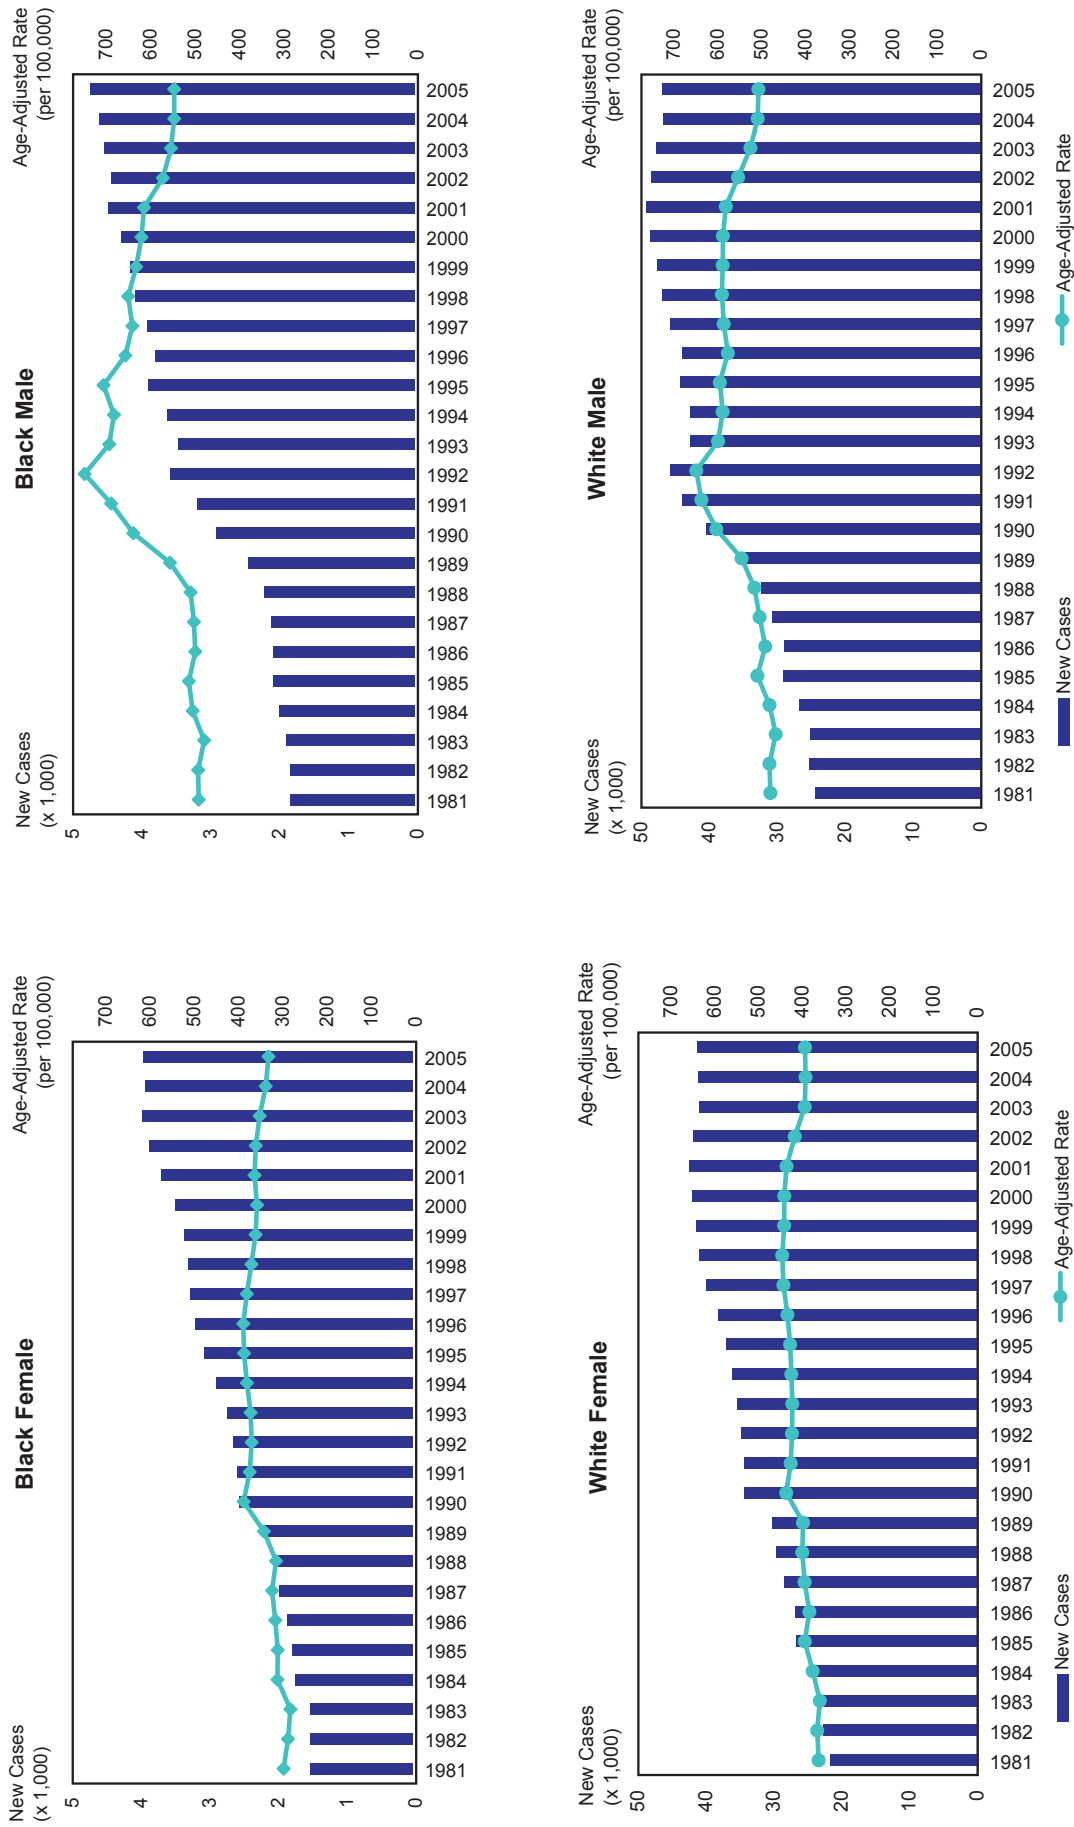 Black Female
New Cases
(x 1,000)
Age-Adjusted Rate
(per 100,000)
5
4
3
2
1
0
700
600
500
400
300
200
100
0
1981 1982 1983 1984 1985 1986 1987 1988 1989 1990 1991 1992 1993 1994 1995 1996 1997 1998 1999 2000 2001 2002 2003 2004 2005
Black Male
New Cases
(x 1,000)
Age-Adjusted Rate
(per 100,000)
5
4
3
2
1
0
700
600
500
400
300
200
100
0
1981 1982 1983 1984 1985 1986 1987 1988 1989 1990 1991 1992 1993 1994 1995 1996 1997 1998 1999 2000 2001 2002 2003 2004 2005
White Female
New Cases
(x 1,000)
Age-Adjusted Rate
(per 100,000)
50
40
30
20
10
0
700
600
500
400
300
200
100
0
1981 1982 1983 1984 1985 1986 1987 1988 1989 1990 1991 1992 1993 1994 1995 1996 1997 1998 1999 2000 2001 2002 2003 2004 2005
New Cases Age-Adjusted Rate
White Male
New Cases
(x 1,000)
Age-Adjusted Rate
(per 100,000)
50
40
30
20
10
0
700
600
500
400
300
200
100
0
1981 1982 1983 1984 1985 1986 1987 1988 1989 1990 1991 1992 1993 1994 1995 1996 1997 1998 1999 2000 2001 2002 2003 2004 2005
New Cases Age-Adjusted Rate